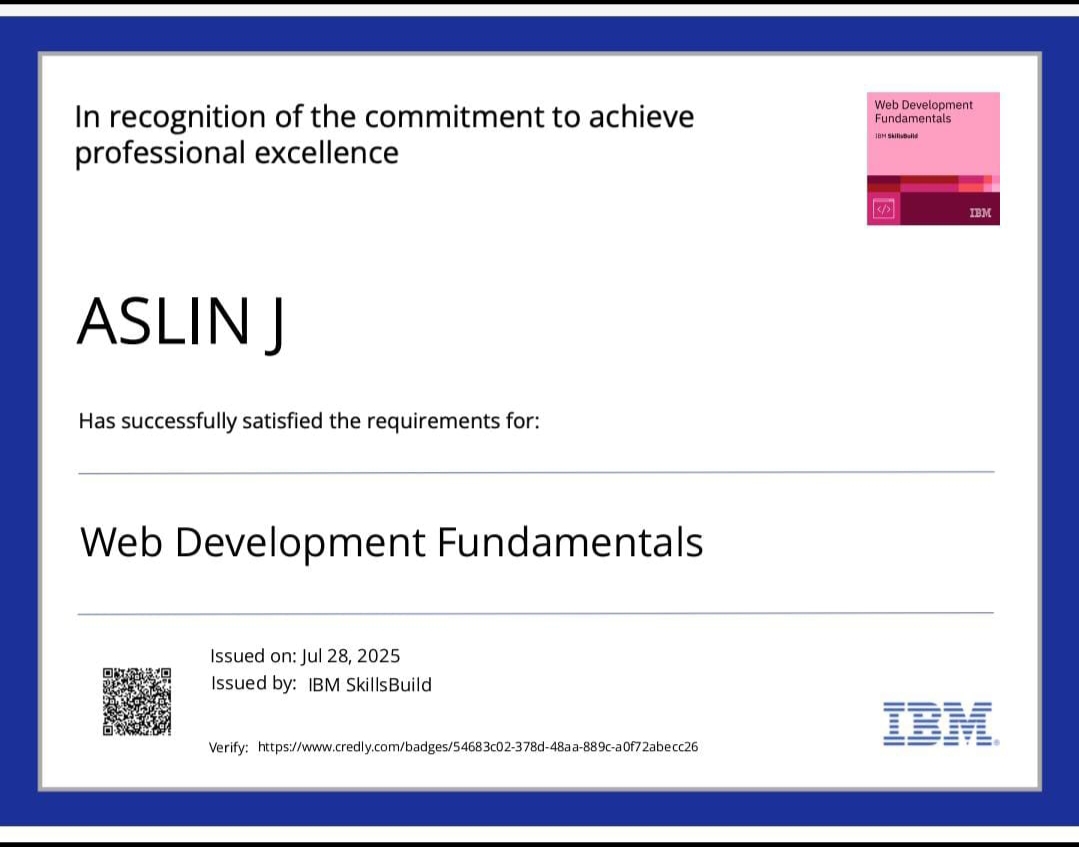 In recognition of the commitment to achieve
professional excellence
Web Development
Fundamentals
IBM SkillsBuild
</>
IBM
ASLIN J
Has successfully satisfied the requirements for:
Web Development Fundamentals
Issued on: Jul 28, 2025
Issued by: IBM SkillsBuild
Verify: https://www.credly.com/badges/54683c02-378d-48aa-889c-a0f72abecc26
IBM®